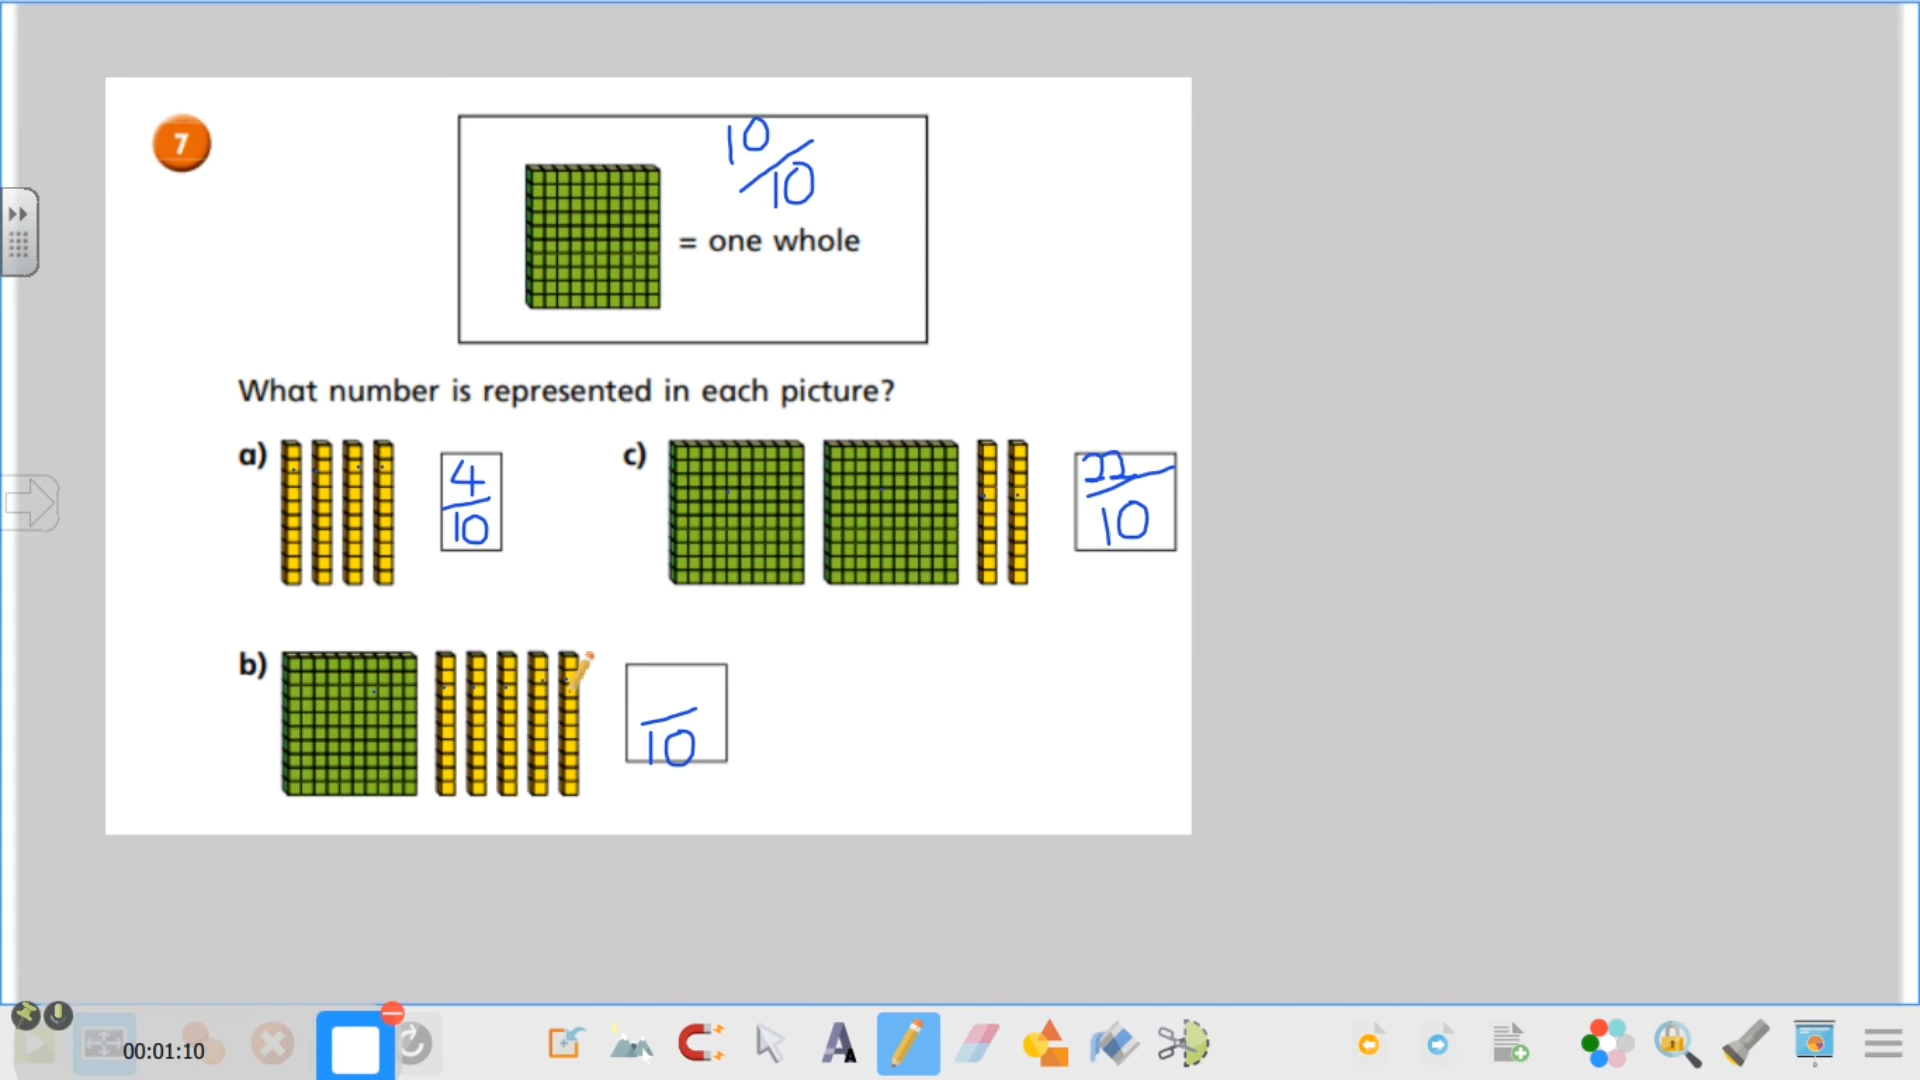 7
10/10
= one whole
What number is represented in each picture?
a) 4/10
c) 22/10
b) /10
00:01:10
A A